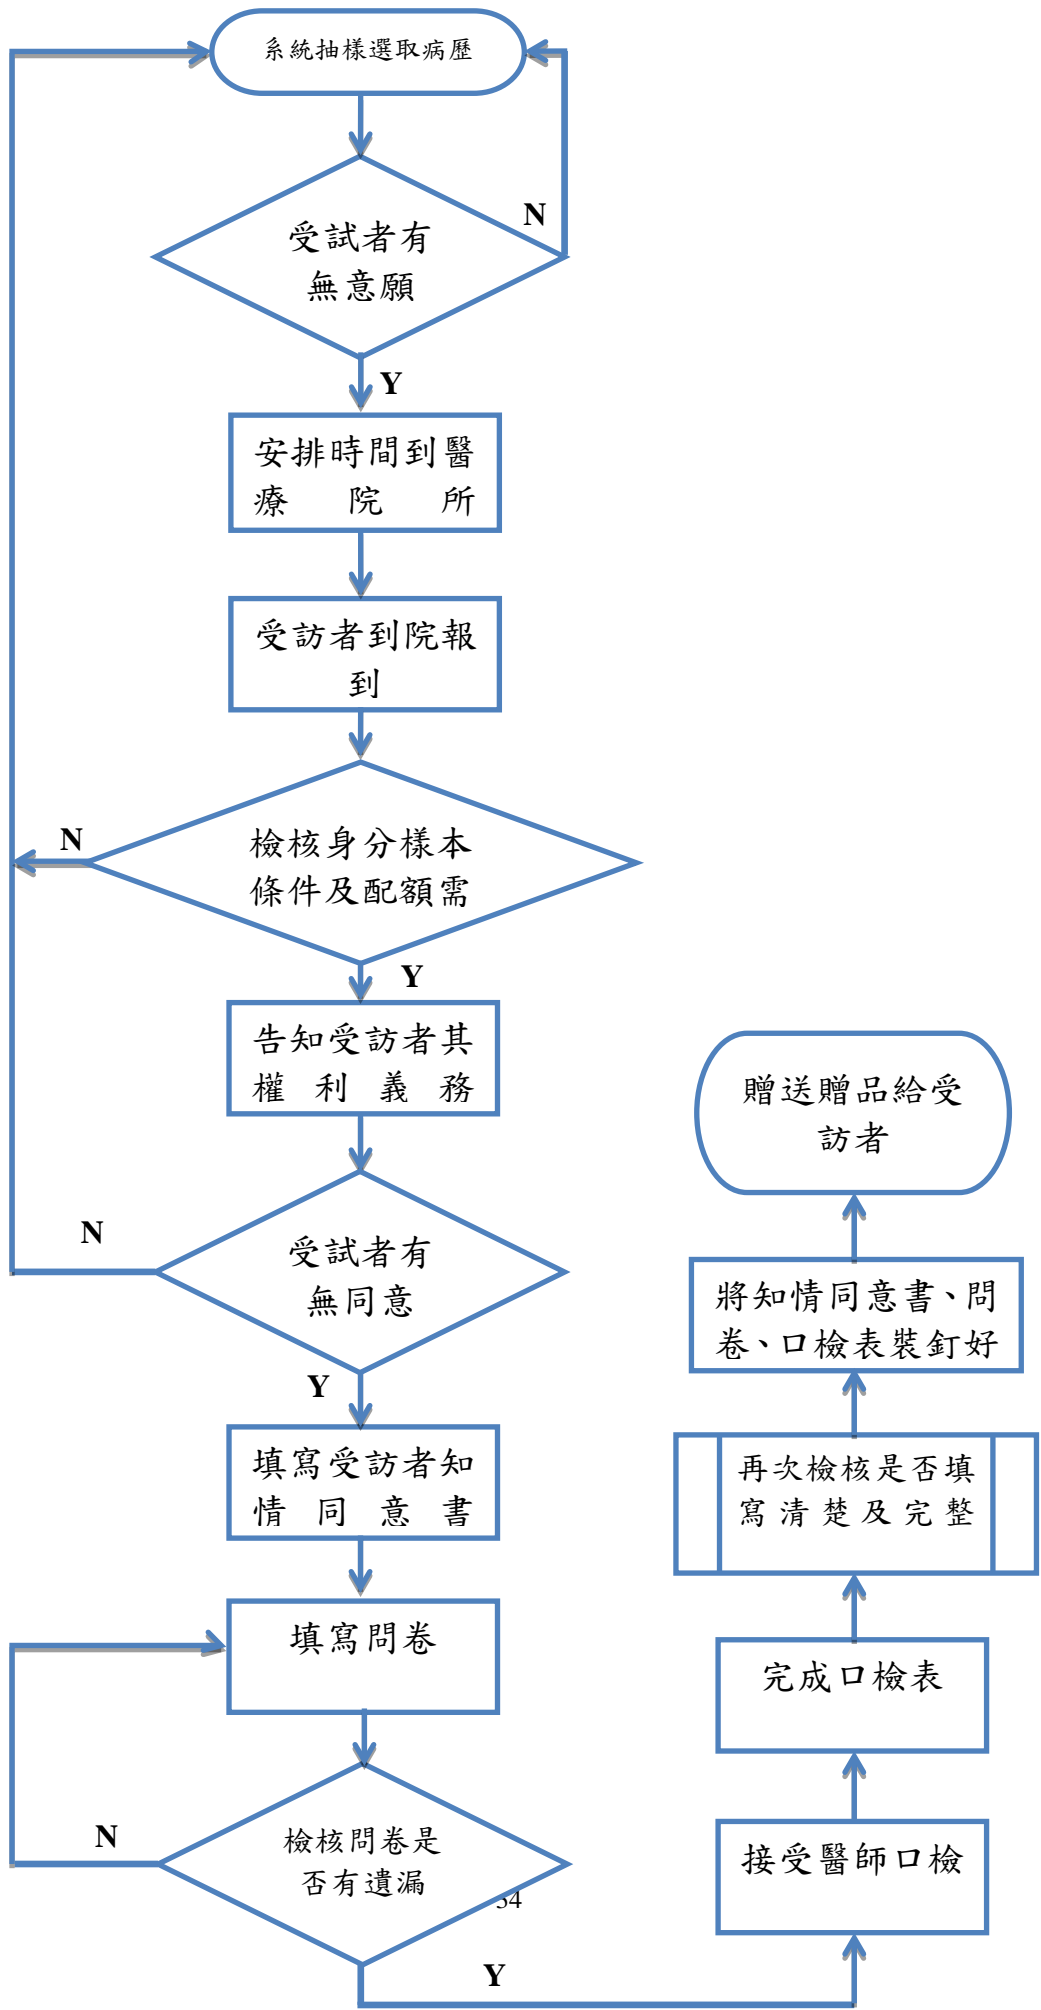 系統抽樣選取病歷
N
受試者有
無意願
Y
安排時間到醫
療院所
受訪者到院報
到
N
檢核身分樣本
條件及配額需
Y
告知受訪者其
權利義務
N
受試者有
無同意
Y
填寫受訪者知
情同意書
填寫問卷
N
檢核問卷是
否有遺漏
54
Y
接受醫師口檢
完成口檢表
再次檢核是否填
寫清楚及完整
將知情同意書、問
卷、口檢表裝釘好
贈送贈品給受
訪者